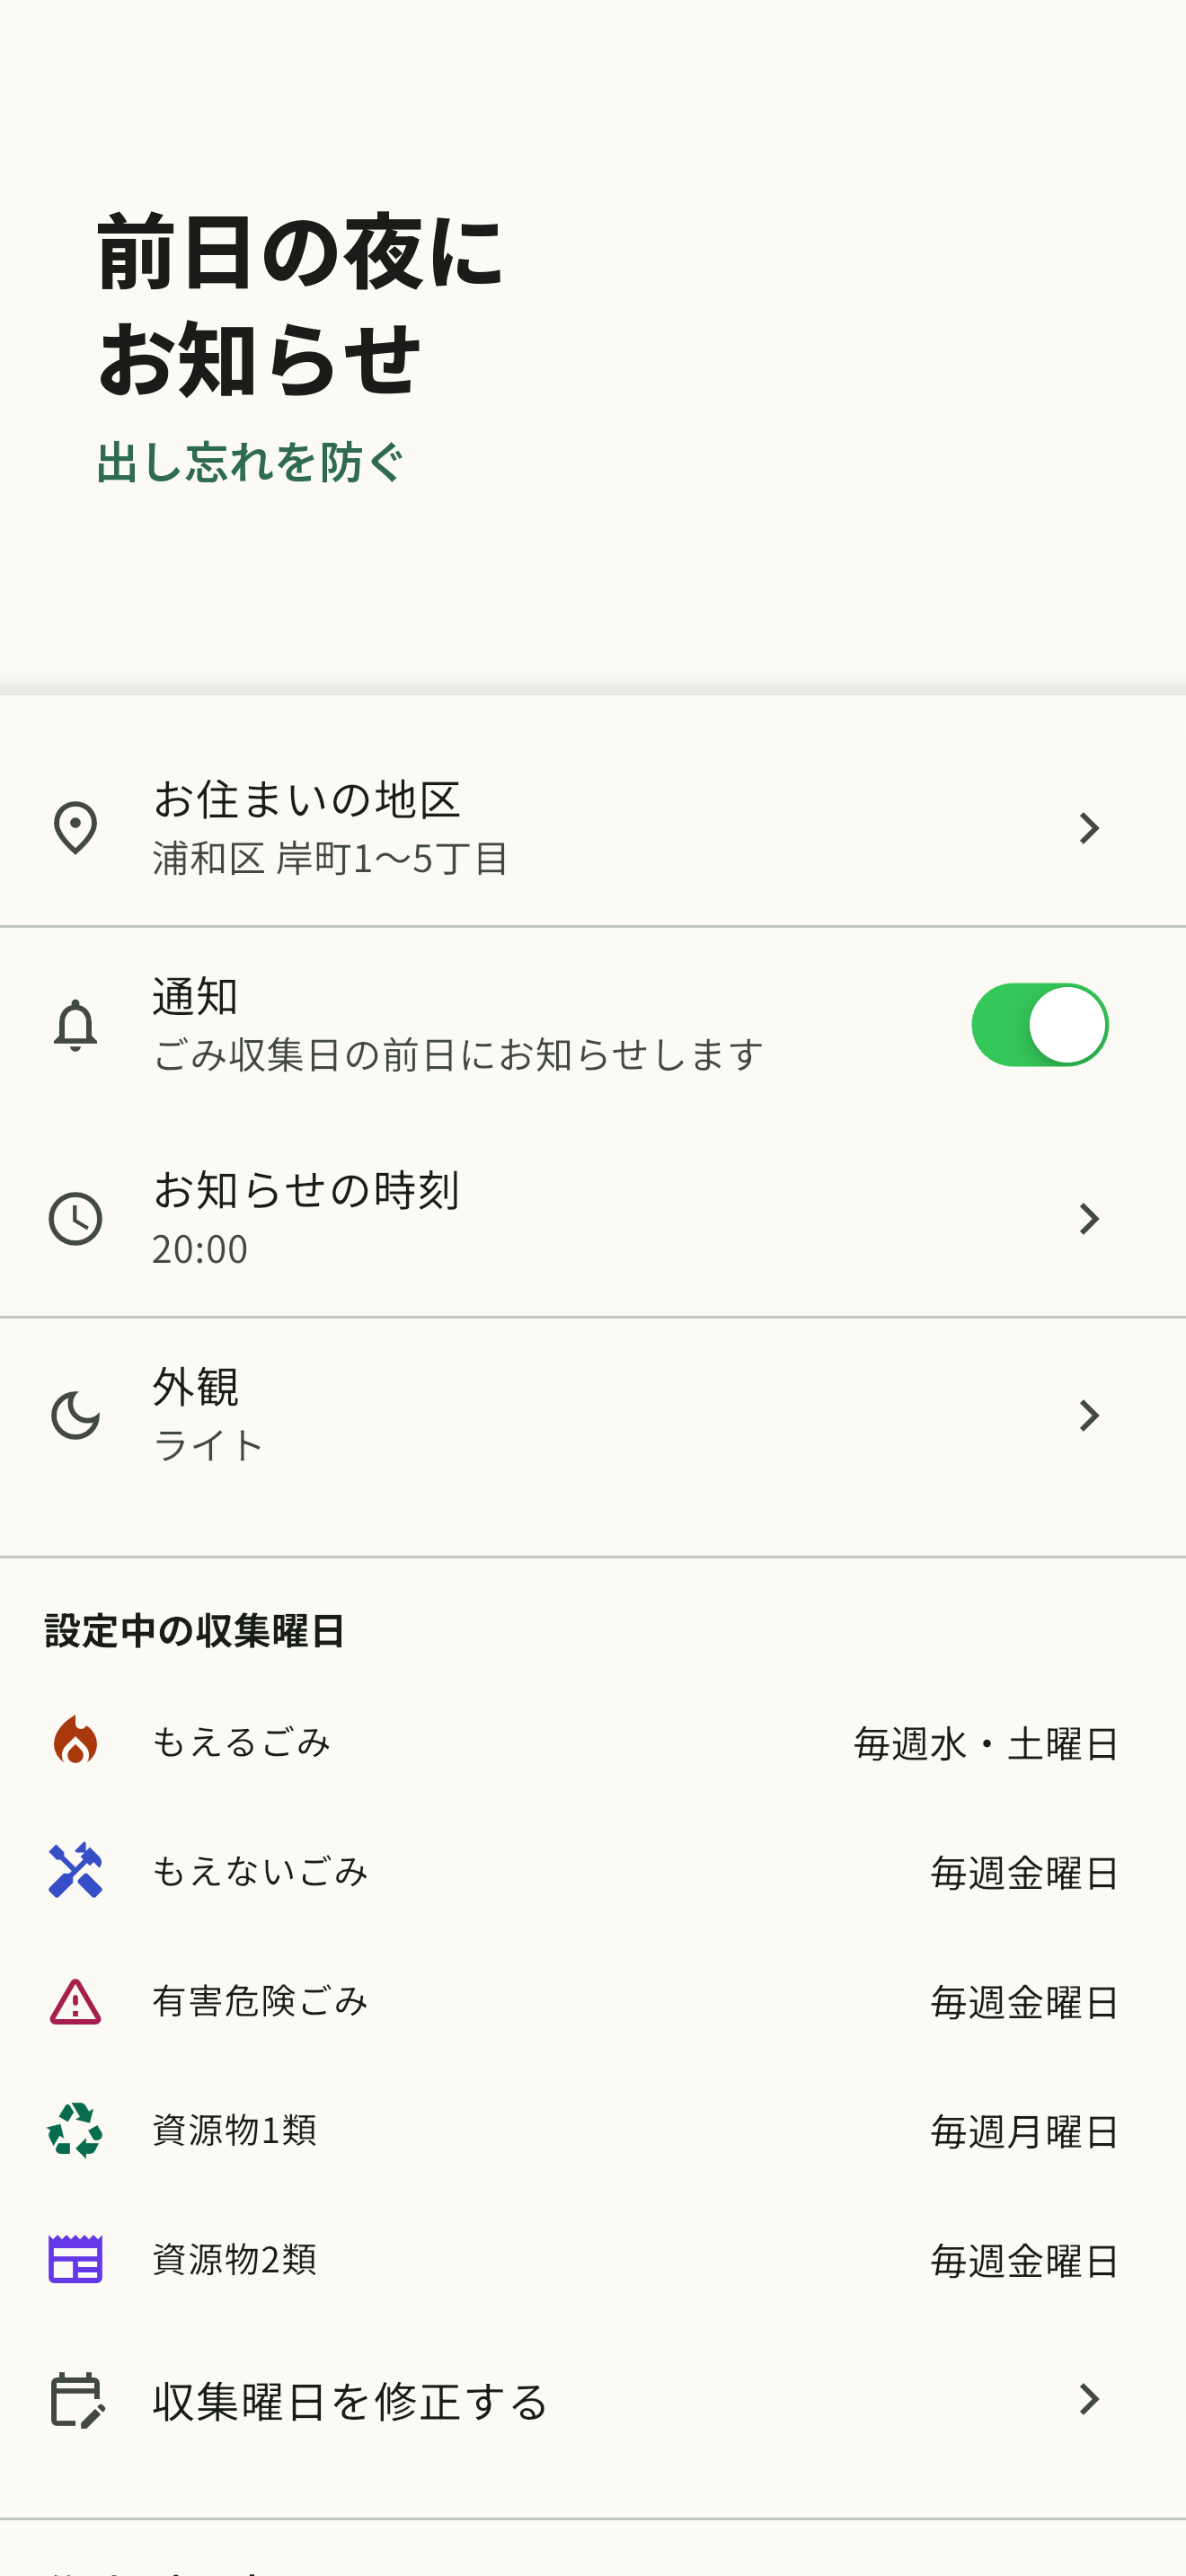 前日の夜に
お知らせ
出し忘れを防ぐ
お住まいの地区
浦和区 岸町1〜5丁目
通知
ごみ収集日の前日にお知らせします
お知らせの時刻
20:00
外観
ライト
設定中の収集曜日
もえるごみ 毎週水・土曜日
もえないごみ 毎週金曜日
有害危険ごみ 毎週金曜日
資源物1類 毎週月曜日
資源物2類 毎週金曜日
収集曜日を修正する